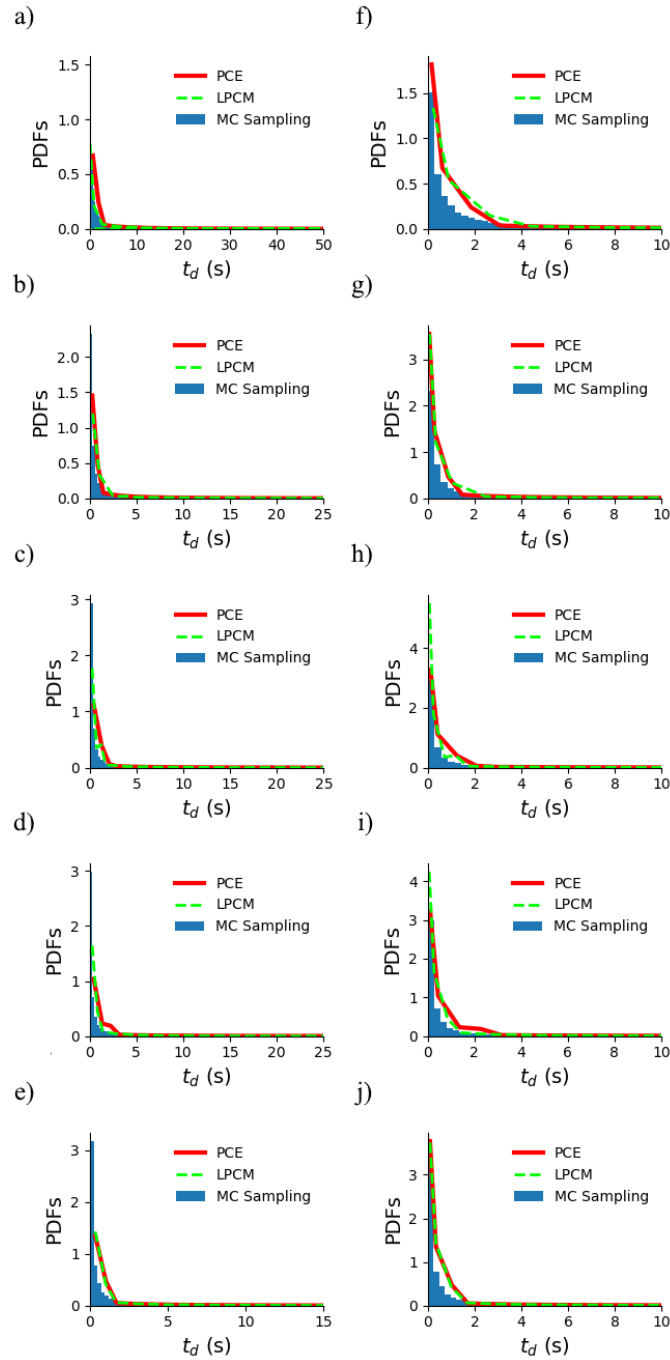 a)
1.5
1.0
0.5
0.0
PDFs
PCE
LPCM
MC Sampling
0 10 20 30 40 50
t_d (s)
f)
1.5
1.0
0.5
0.0
PDFs
PCE
LPCM
MC Sampling
0 2 4 6 8 10
t_d (s)
b)
2.0
1.5
1.0
0.5
0.0
PDFs
PCE
LPCM
MC Sampling
0 5 10 15 20 25
t_d (s)
g)
3
2
1
0
PDFs
PCE
LPCM
MC Sampling
0 2 4 6 8 10
t_d (s)
c)
3
2
1
0
PDFs
PCE
LPCM
MC Sampling
0 5 10 15 20 25
t_d (s)
h)
4
2
0
PDFs
PCE
LPCM
MC Sampling
0 2 4 6 8 10
t_d (s)
d)
3
2
1
0
PDFs
PCE
LPCM
MC Sampling
0 5 10 15 20 25
t_d (s)
i)
4
3
2
1
0
PDFs
PCE
LPCM
MC Sampling
0 2 4 6 8 10
t_d (s)
e)
3
2
1
0
PDFs
PCE
LPCM
MC Sampling
0 5 10 15
t_d (s)
j)
3
2
1
0
PDFs
PCE
LPCM
MC Sampling
0 2 4 6 8 10
t_d (s)